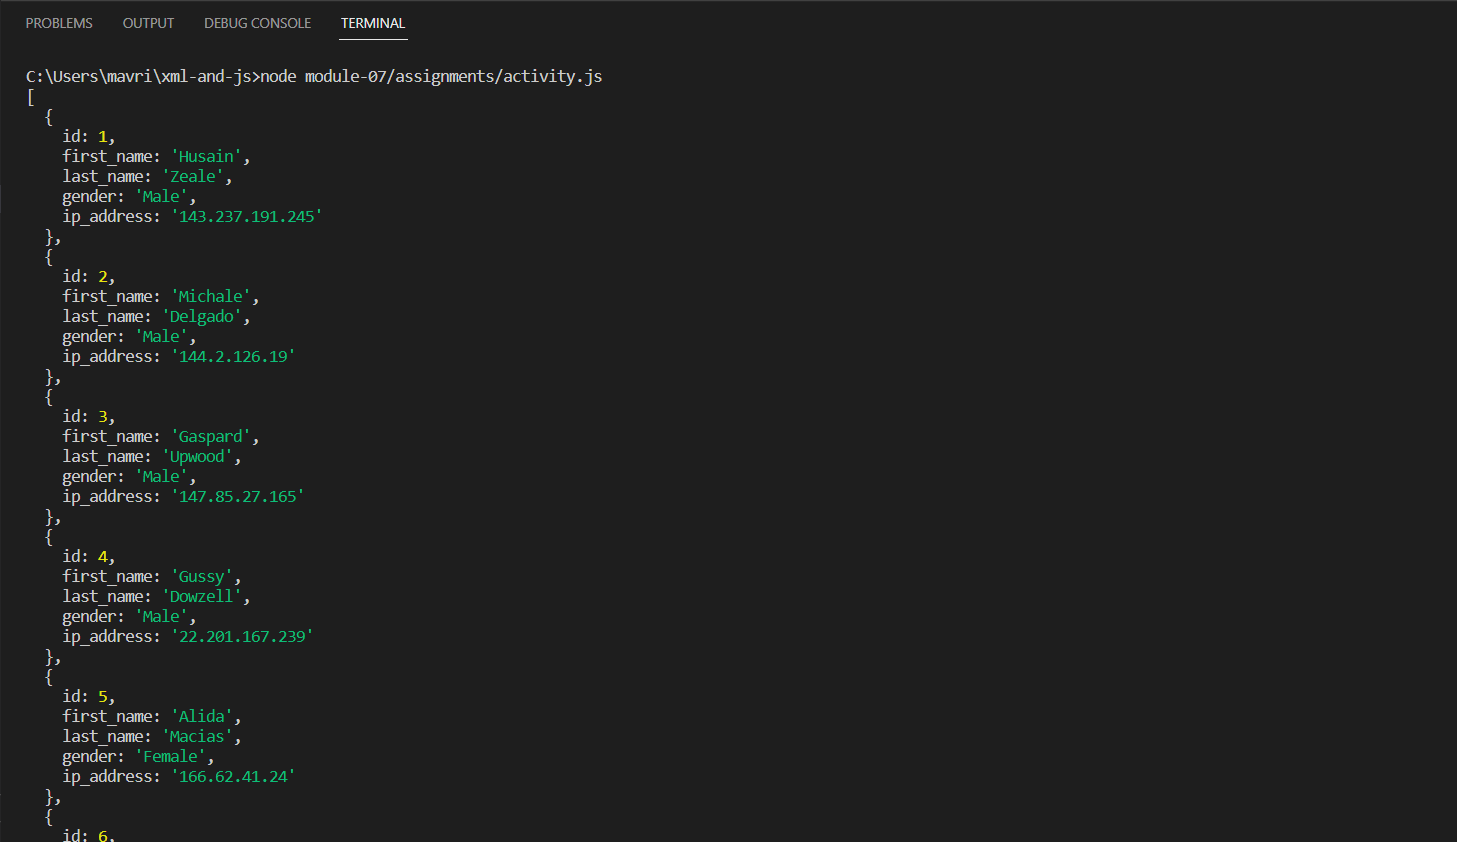 PROBLEMS OUTPUT DEBUG CONSOLE TERMINAL
C:\Users\mavri\xml-and-js>node module-07/assignments/activity.js
[
  {
    id: 1,
    first_name: 'Husain',
    last_name: 'Zeale',
    gender: 'Male',
    ip_address: '143.237.191.245'
  },
  {
    id: 2,
    first_name: 'Michale',
    last_name: 'Delgado',
    gender: 'Male',
    ip_address: '144.2.126.19'
  },
  {
    id: 3,
    first_name: 'Gaspard',
    last_name: 'Upwood',
    gender: 'Male',
    ip_address: '147.85.27.165'
  },
  {
    id: 4,
    first_name: 'Gussy',
    last_name: 'Dowzell',
    gender: 'Male',
    ip_address: '22.201.167.239'
  },
  {
    id: 5,
    first_name: 'Alida',
    last_name: 'Macias',
    gender: 'Female',
    ip_address: '166.62.41.24'
  },
  {
    id: 6,